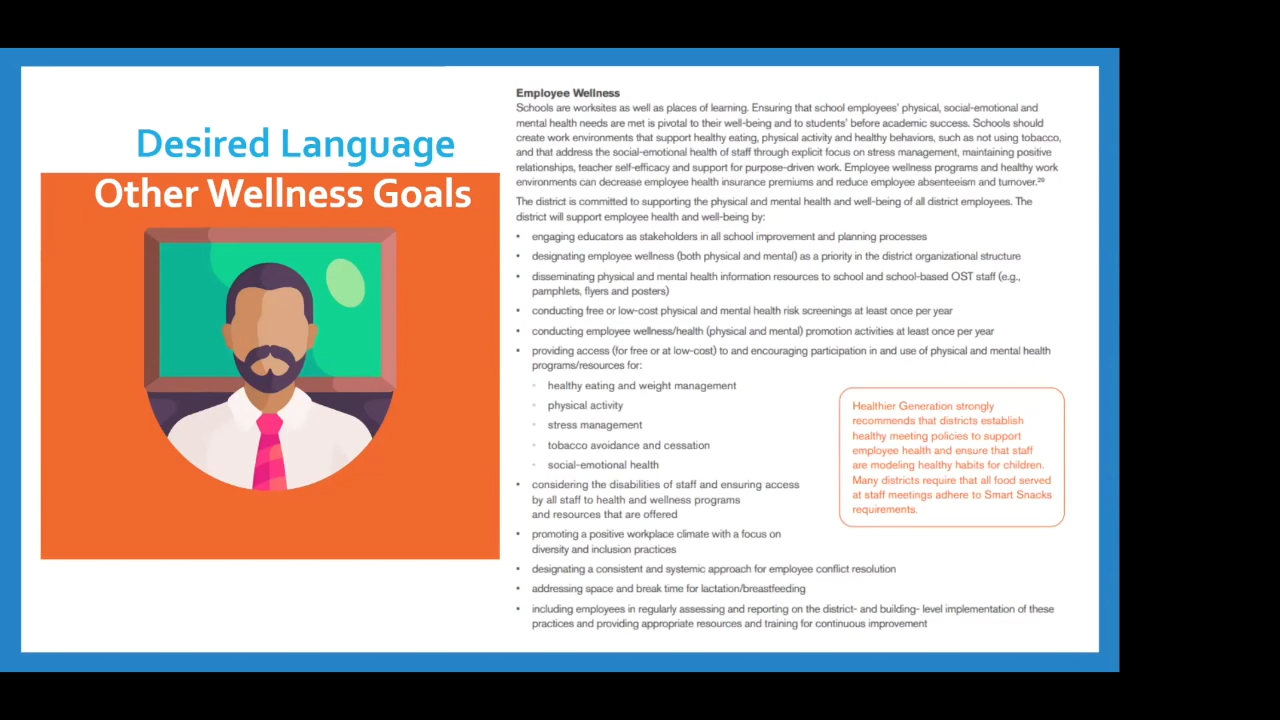 Desired Language
Other Wellness Goals
Employee Wellness
Schools are worksites as well as places of learning. Ensuring that school employees' physical, social-emotional and
mental health needs are met is pivotal to their well-being and to students' before academic success. Schools should
create work environments that support healthy eating, physical activity and healthy behaviors, such as not using tobacco,
and that address the social-emotional health of staff through explicit focus on stress management, maintaining positive
relationships, teacher self-efficacy and support for purpose-driven work. Employee wellness programs and healthy work
environments can decrease employee health insurance premiums and reduce employee absenteeism and turnover.²⁹
The district is committed to supporting the physical and mental health and well-being of all district employees. The
district will support employee health and well-being by:
• engaging educators as stakeholders in all school improvement and planning processes
• designating employee wellness (both physical and mental) as a priority in the district organizational structure
• disseminating physical and mental health information resources to school and school-based OST staff (e.g.,
pamphlets, flyers and posters)
• conducting free or low-cost physical and mental health risk screenings at least once per year
• conducting employee wellness/health (physical and mental) promotion activities at least once per year
• providing access (for free or at low-cost) to and encouraging participation in and use of physical and mental health
programs/resources for:
◦ healthy eating and weight management
◦ physical activity
◦ stress management
◦ tobacco avoidance and cessation
◦ social-emotional health
• considering the disabilities of staff and ensuring access
by all staff to health and wellness programs
and resources that are offered
• promoting a positive workplace climate with a focus on
diversity and inclusion practices
• designating a consistent and systemic approach for employee conflict resolution
• addressing space and break time for lactation/breastfeeding
• including employees in regularly assessing and reporting on the district- and building- level implementation of these
practices and providing appropriate resources and training for continuous improvement
Healthier Generation strongly
recommends that districts establish
healthy meeting policies to support
employee health and ensure that staff
are modeling healthy habits for children.
Many districts require that all food served
at staff meetings adhere to Smart Snacks
requirements.